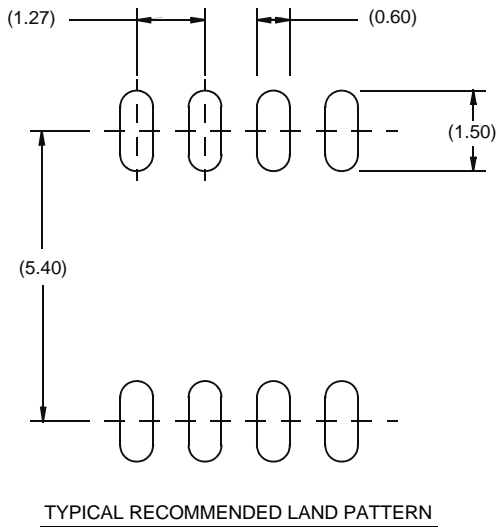 (1.27)
(0.60)
(1.50)
(5.40)
TYPICAL RECOMMENDED LAND PATTERN